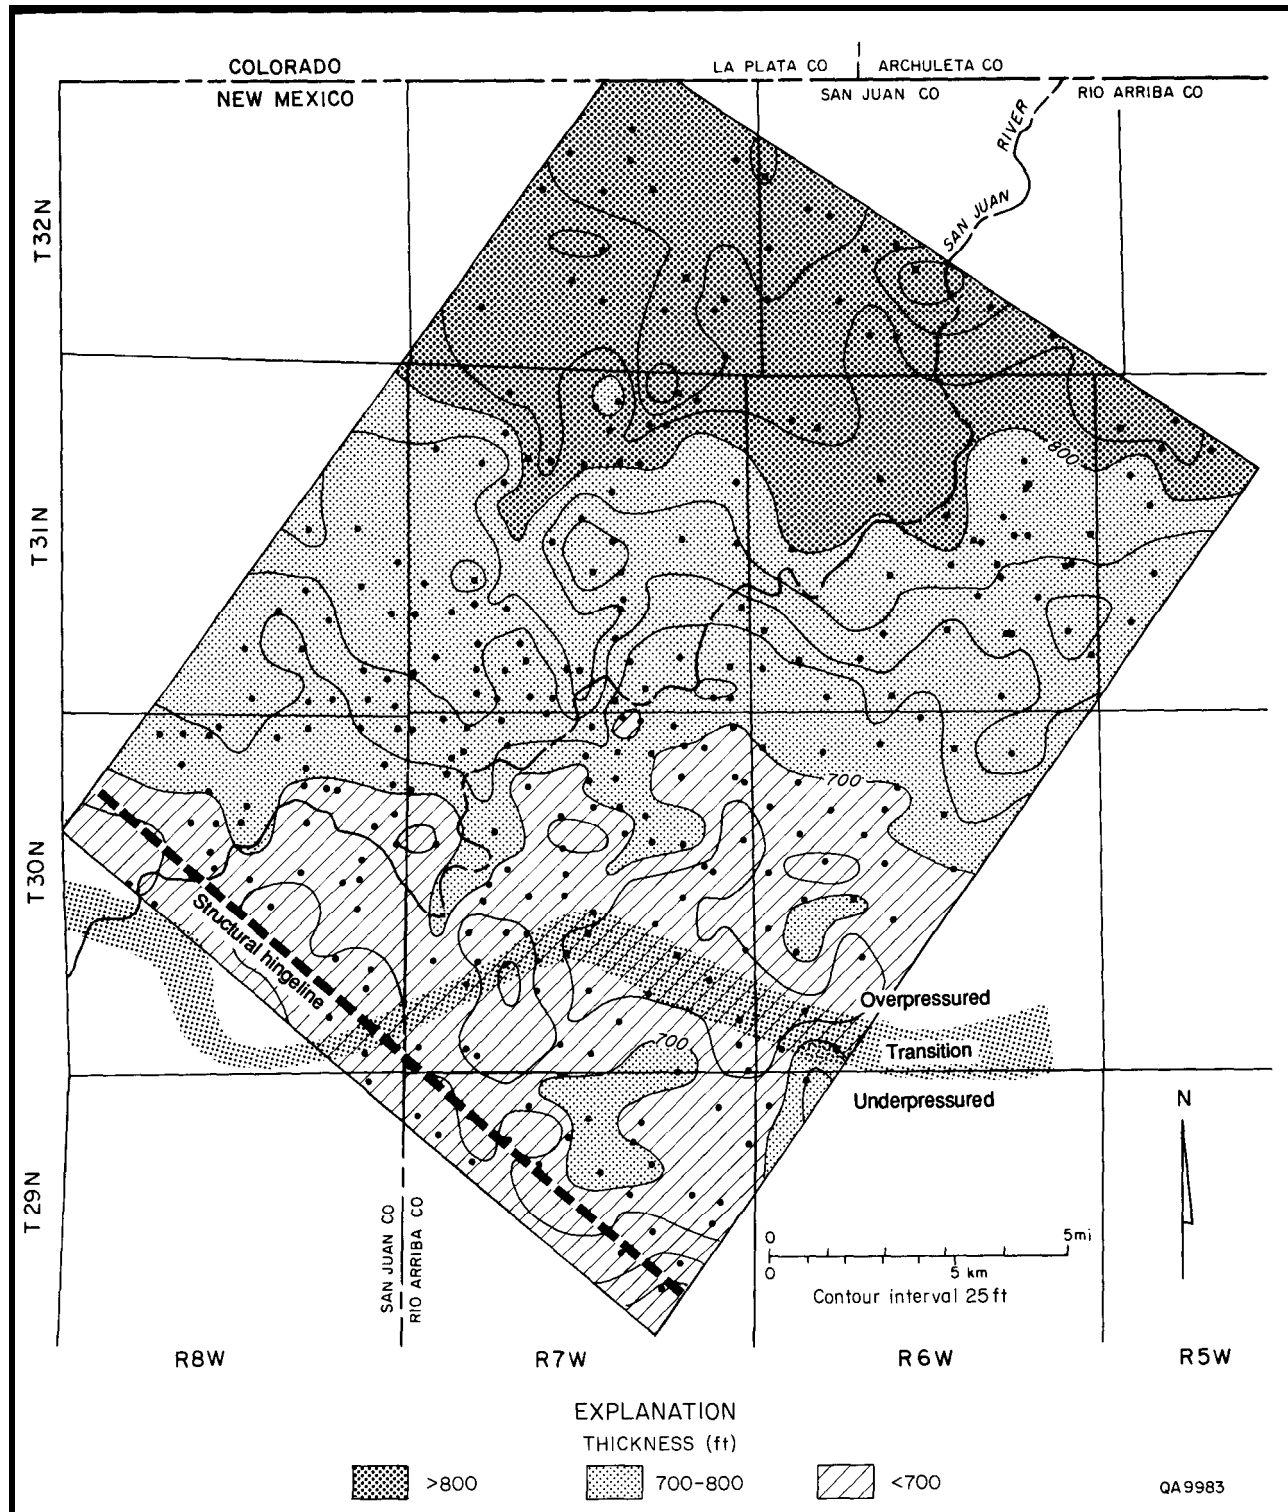 COLORADO
NEW MEXICO
LA PLATA CO
ARCHULETA CO
SAN JUAN CO
RIO ARRIBA CO
SAN JUAN RIVER
T32N
T31N
T30N
T29N
800
700
700
Structural hingeline
Overpressured
Transition
Underpressured
N
SAN JUAN CO
RIO ARRIBA CO
0 5mi
0 5 km
Contour interval 25ft
R8W R7W R6W R5W
EXPLANATION
THICKNESS (ft)
>800 700-800 <700
QA9983